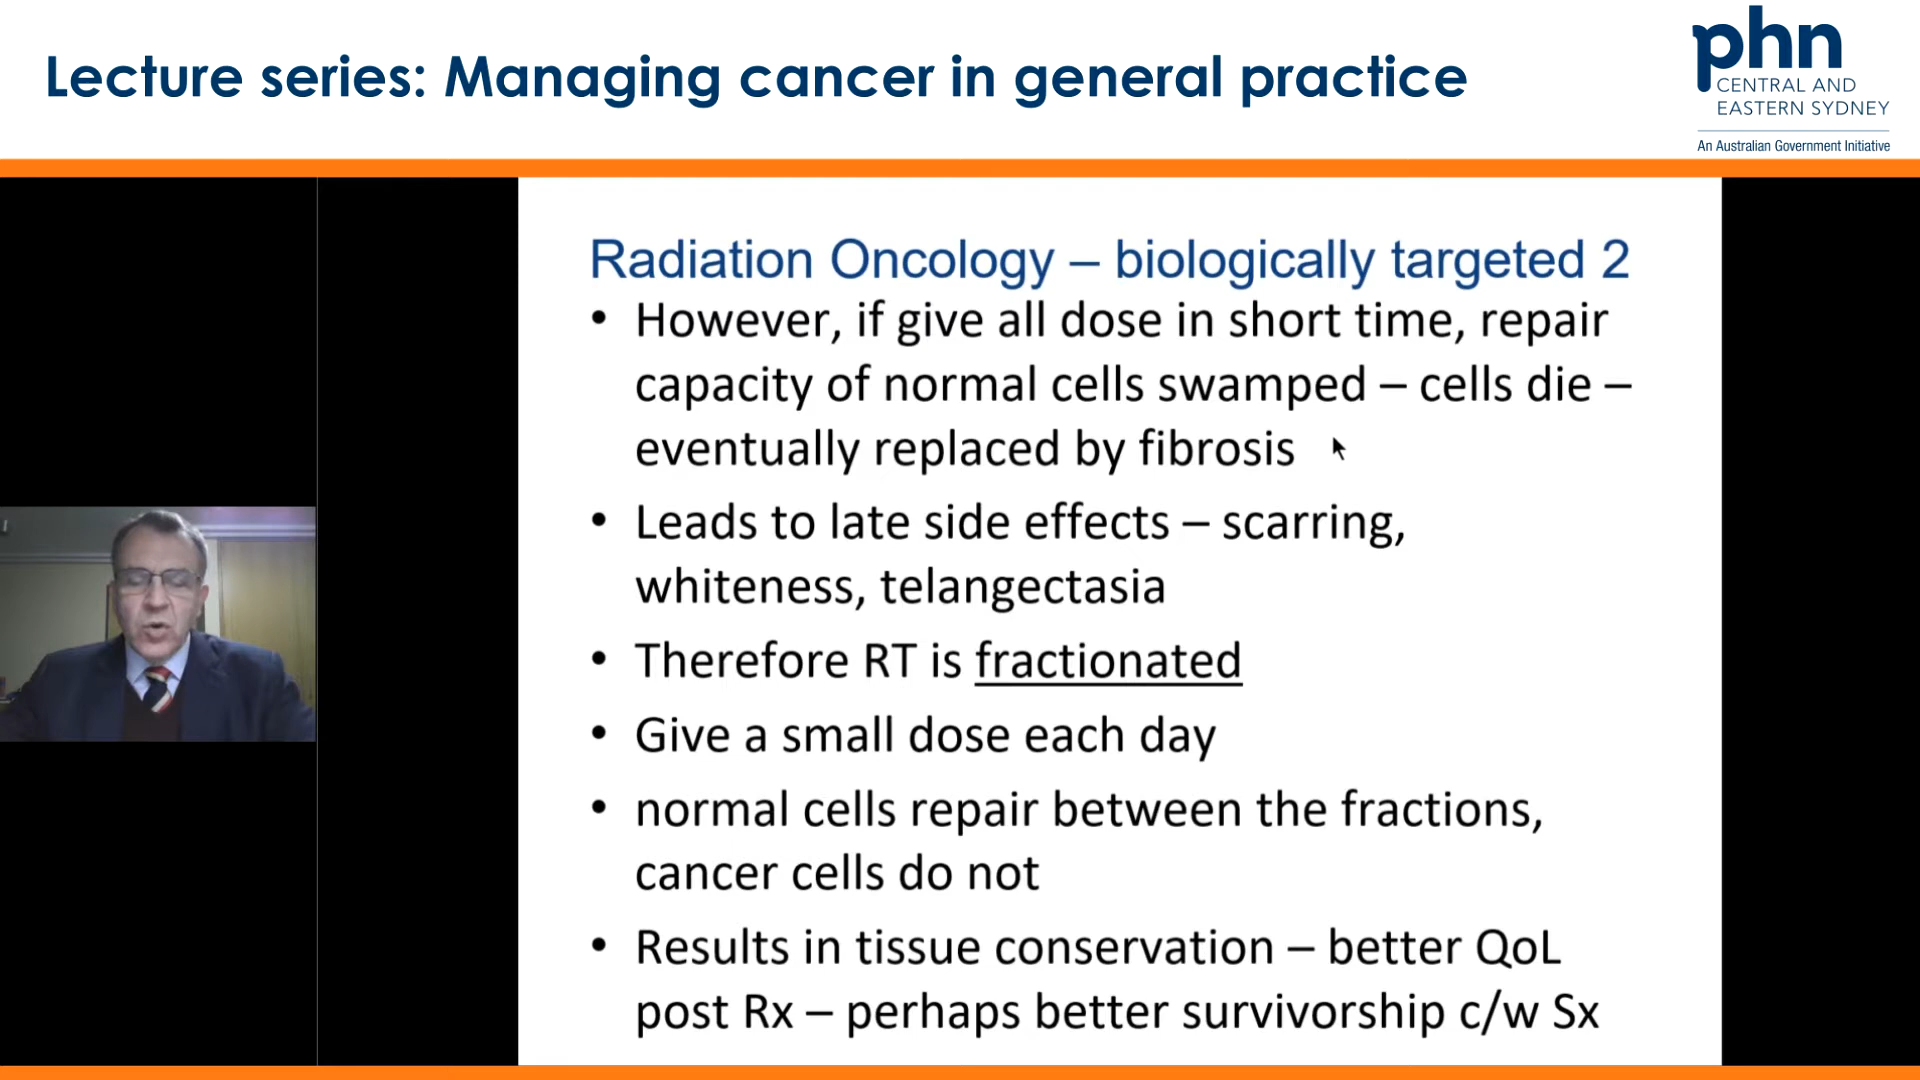 Lecture series: Managing cancer in general practice
phn
CENTRAL AND
EASTERN SYDNEY
An Australian Government Initiative
Radiation Oncology – biologically targeted 2
• However, if give all dose in short time, repair
capacity of normal cells swamped – cells die –
eventually replaced by fibrosis
• Leads to late side effects – scarring,
whiteness, telangectasia
• Therefore RT is fractionated
• Give a small dose each day
• normal cells repair between the fractions,
cancer cells do not
• Results in tissue conservation – better QoL
post Rx – perhaps better survivorship c/w Sx